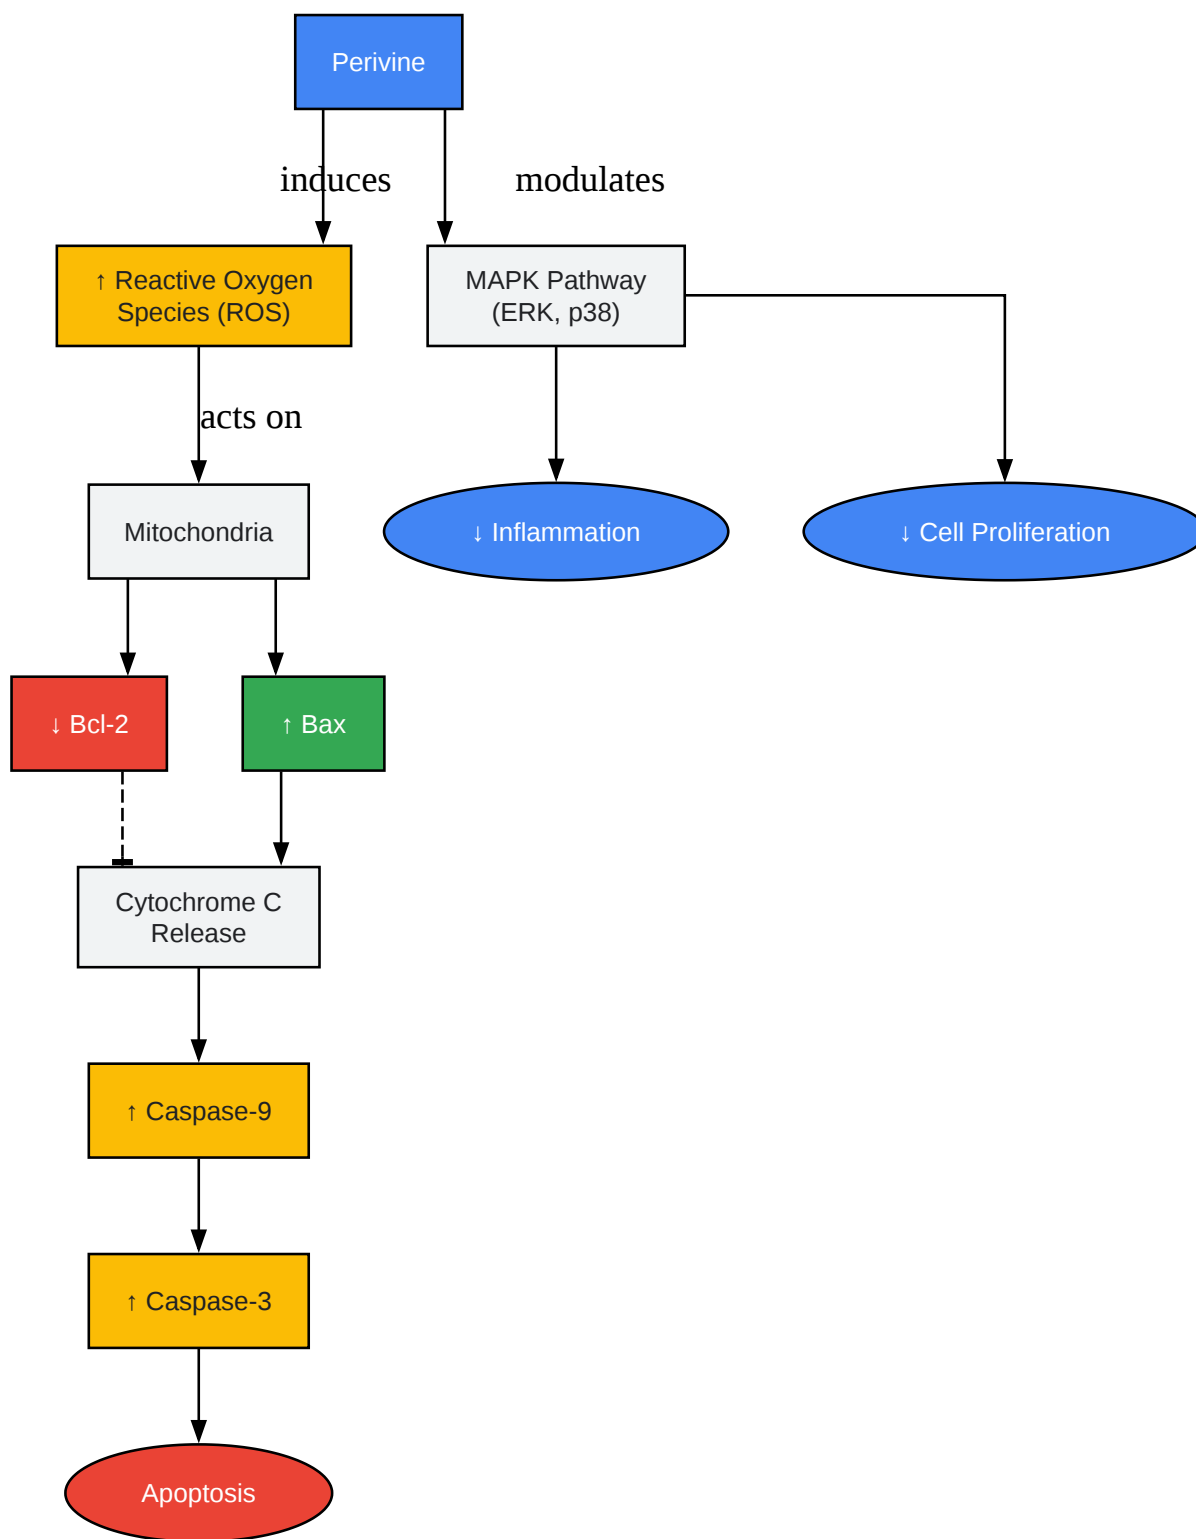 Perivine
induces
modulates
↑ Reactive Oxygen
Species (ROS)
MAPK Pathway
(ERK, p38)
acts on
Mitochondria
↓ Inflammation
↓ Cell Proliferation
↓ Bcl-2
↑ Bax
Cytochrome C
Release
↑ Caspase-9
↑ Caspase-3
Apoptosis